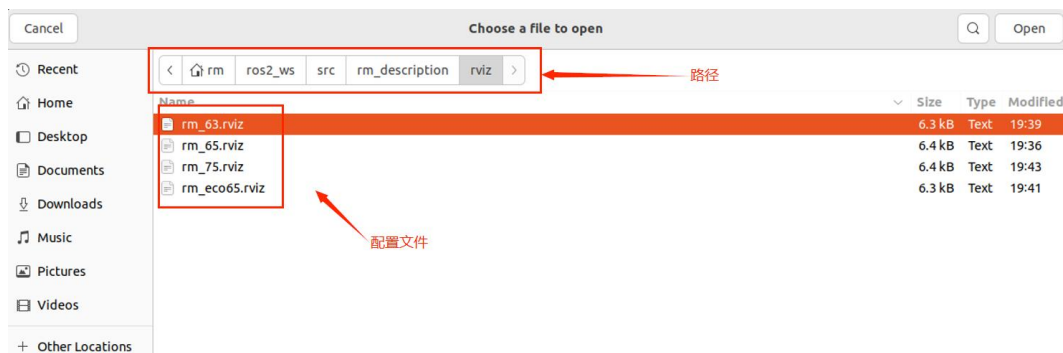 Cancel Choose a file to open Open
Recent
Home
Desktop
Documents
Downloads
Music
Pictures
Videos
+ Other Locations
< rm ros2_ws src rm_description rviz >
路径
Name Size Type Modified
rm_63.rviz 6.3 kB Text 19:39
rm_65.rviz 6.4 kB Text 19:36
rm_75.rviz 6.4 kB Text 19:43
rm_eco65.rviz 6.3 kB Text 19:41
配置文件